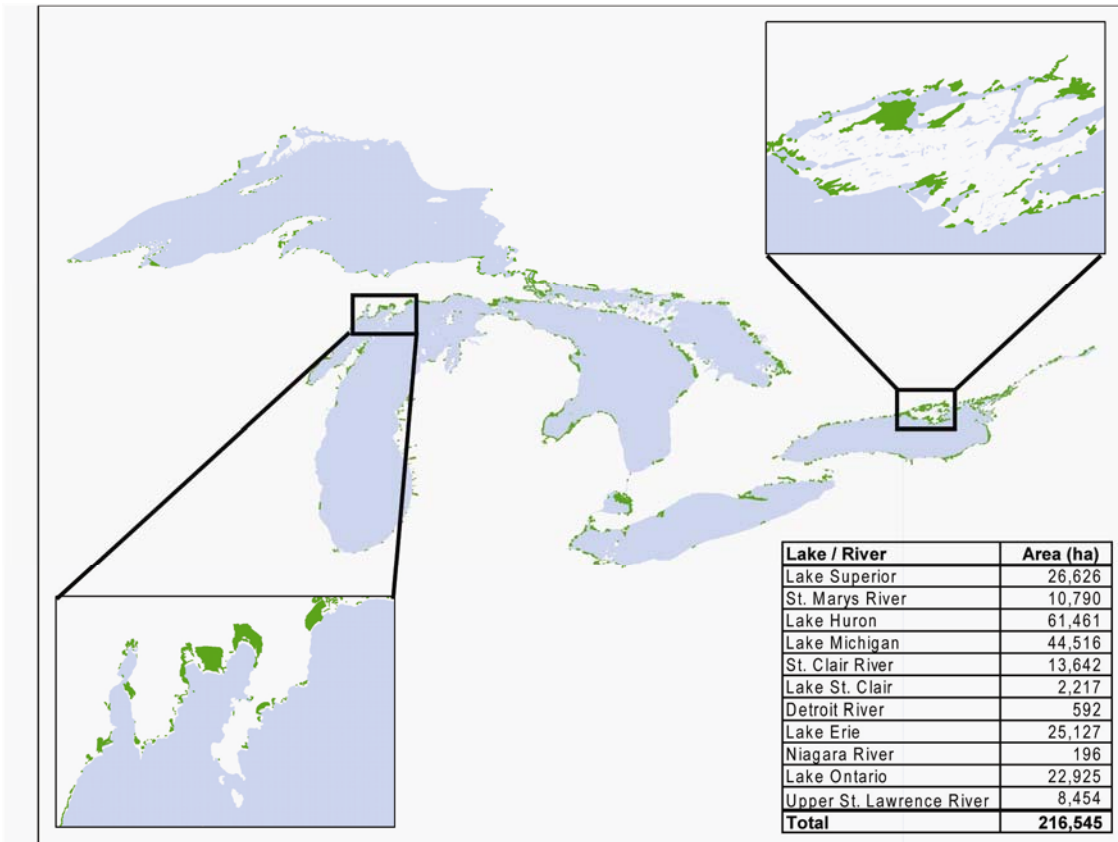 Lake / River Area (ha)
Lake Superior 26,626
St. Marys River 10,790
Lake Huron 61,461
Lake Michigan 44,516
St. Clair River 13,642
Lake St. Clair 2,217
Detroit River 592
Lake Erie 25,127
Niagara River 196
Lake Ontario 22,925
Upper St. Lawrence River 8,454
Total 216,545